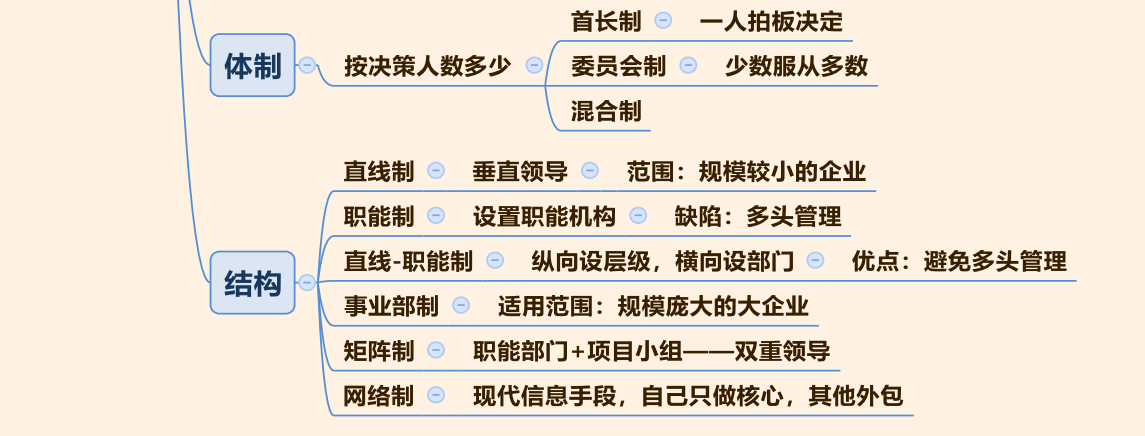 体制
按决策人数多少
首长制
一人拍板决定
委员会制
少数服从多数
混合制
结构
直线制
垂直领导
范围：规模较小的企业
职能制
设置职能机构
缺陷：多头管理
直线-职能制
纵向设层级，横向设部门
优点：避免多头管理
事业部制
适用范围：规模庞大的大企业
矩阵制
职能部门+项目小组——双重领导
网络制
现代信息手段，自己只做核心，其他外包